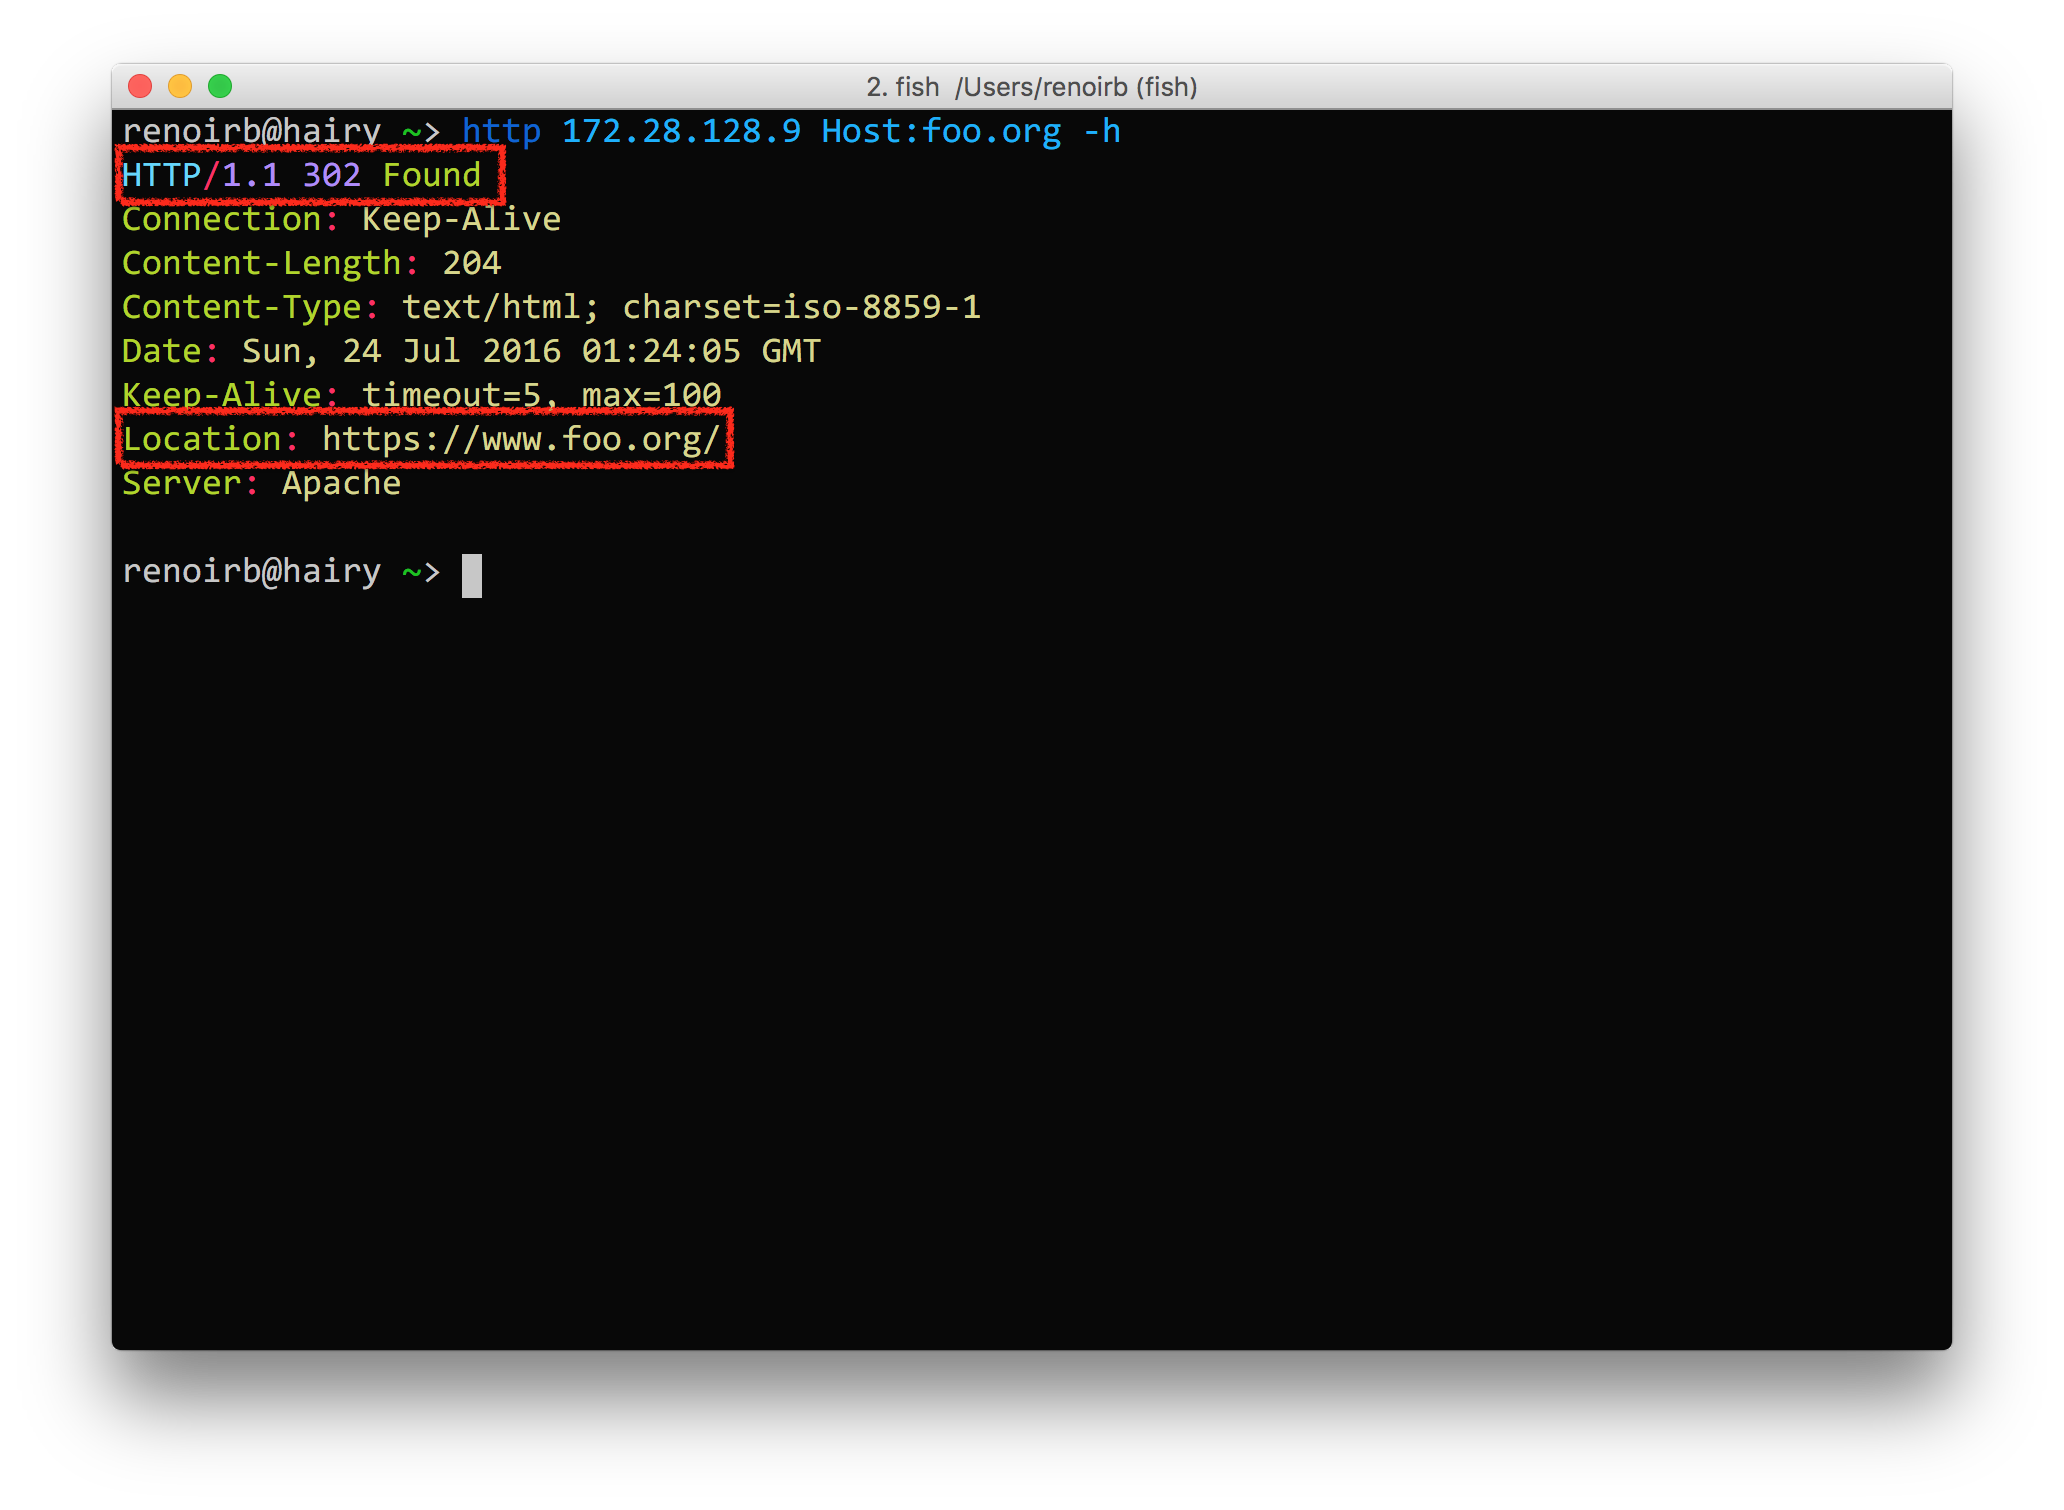 2. fish  /Users/renoirb (fish)
renoirb@hairy ~> http 172.28.128.9 Host:foo.org -h
HTTP/1.1 302 Found
Connection: Keep-Alive
Content-Length: 204
Content-Type: text/html; charset=iso-8859-1
Date: Sun, 24 Jul 2016 01:24:05 GMT
Keep-Alive: timeout=5, max=100
Location: https://www.foo.org/
Server: Apache
renoirb@hairy ~>